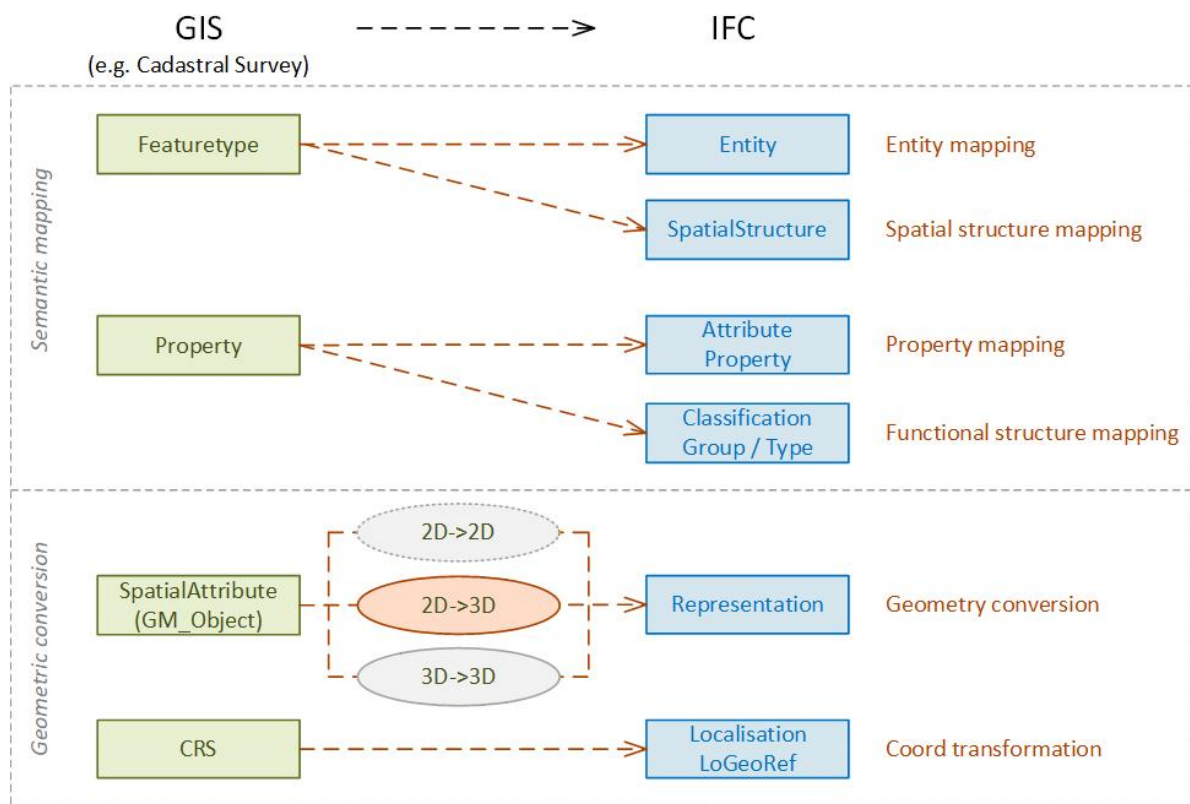 GIS
IFC
(e.g. Cadastral Survey)
Semantic mapping
Featuretype
Entity
Entity mapping
SpatialStructure
Spatial structure mapping
Property
Attribute
Property
Property mapping
Classification
Group / Type
Functional structure mapping
Geometric conversion
2D->2D
SpatialAttribute
(GM_Object)
2D->3D
Representation
Geometry conversion
3D->3D
CRS
Localisation
LoGeoRef
Coord transformation